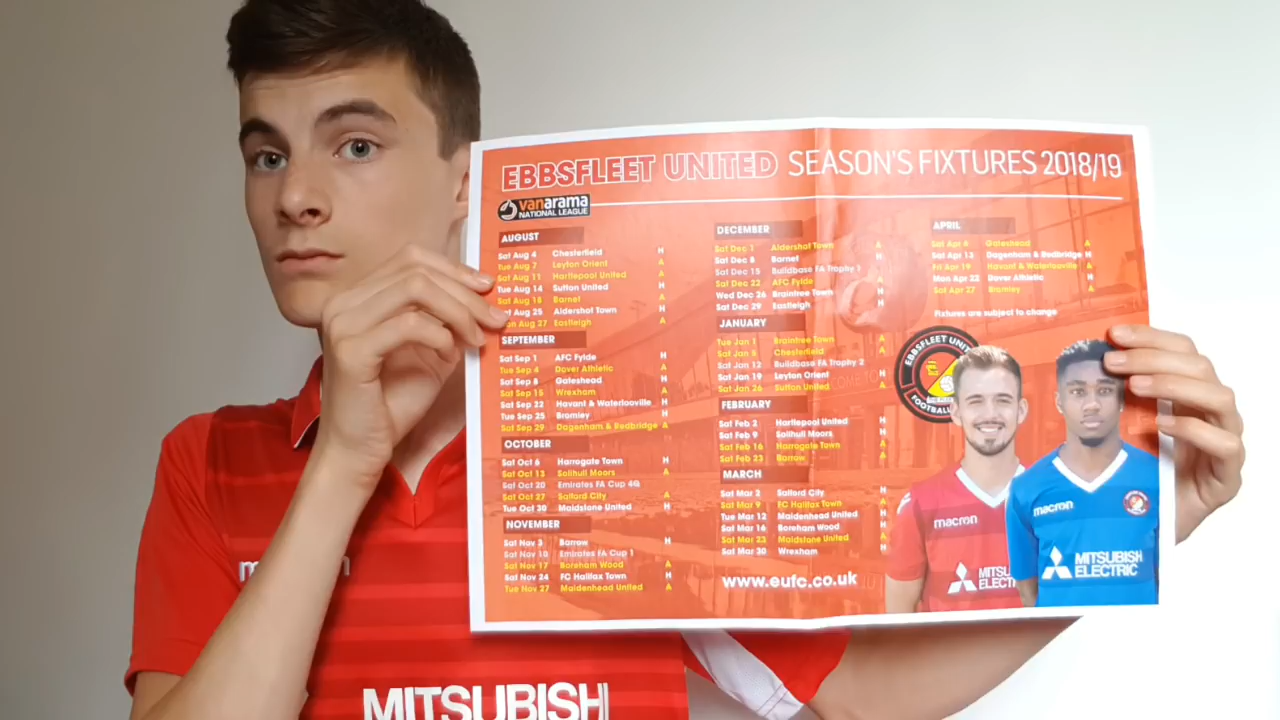 EBBSFLEET UNITED SEASON'S FIXTURES 2018/19
vanarama
NATIONAL LEAGUE
AUGUST
Sat Aug 4 Chesterfield H
Tue Aug 7 Leyton Orient A
Sat Aug 11 Hartlepool United A
Tue Aug 14 Sutton United H
Sat Aug 18 Barnet A
at Aug 25 Aldershot Town H
on Aug 27 Eastleigh A
SEPTEMBER
Sat Sep 1 AFC Fylde H
Tue Sep 4 Dover Athletic A
Sat Sep 8 Gateshead H
Sat Sep 15 Wrexham A
Sat Sep 22 Havant & Waterlooville H
Tue Sep 25 Bromley H
Sat Sep 29 Dagenham & Redbridge A
OCTOBER
Sat Oct 6 Harrogate Town H
Sat Oct 13 Solihull Moors A
Sat Oct 20 Emirates FA Cup 4Q
Sat Oct 27 Salford City A
Tue Oct 30 Maidstone United H
NOVEMBER
Sat Nov 3 Barrow H
Sat Nov 10 Emirates FA Cup 1
Sat Nov 17 Boreham Wood A
Sat Nov 24 FC Halifax Town H
Tue Nov 27 Maidenhead United A
DECEMBER
Sat Dec 1 Aldershot Town A
Sat Dec 8 Barnet H
Sat Dec 15 Buildbase FA Trophy 1
Sat Dec 22 AFC Fylde A
Wed Dec 26 Braintree Town H
Sat Dec 29 Eastleigh H
JANUARY
Tue Jan 1 Braintree Town A
Sat Jan 5 Chesterfield A
Sat Jan 12 Buildbase FA Trophy 2
Sat Jan 19 Leyton Orient H
Sat Jan 26 Sutton United A
FEBRUARY
Sat Feb 2 Hartlepool United H
Sat Feb 9 Solihull Moors H
Sat Feb 16 Harrogate Town A
Sat Feb 23 Barrow A
MARCH
Sat Mar 2 Salford City H
Sat Mar 9 FC Halifax Town A
Tue Mar 12 Maidenhead United H
Sat Mar 16 Boreham Wood H
Sat Mar 23 Maidstone United A
Sat Mar 30 Wrexham H
www.eufc.co.uk
APRIL
Sat Apr 6 Gateshead A
Sat Apr 13 Dagenham & Redbridge H
Fri Apr 19 Havant & Waterlooville A
Mon Apr 22 Dover Athletic H
Sat Apr 27 Bromley A
Fixtures are subject to change
EBBSFLEET UNIT
FOOTBALL
macron
MITSU
ELECT
macron
MITSUBISHI
ELECTRIC
MITSUBISHI